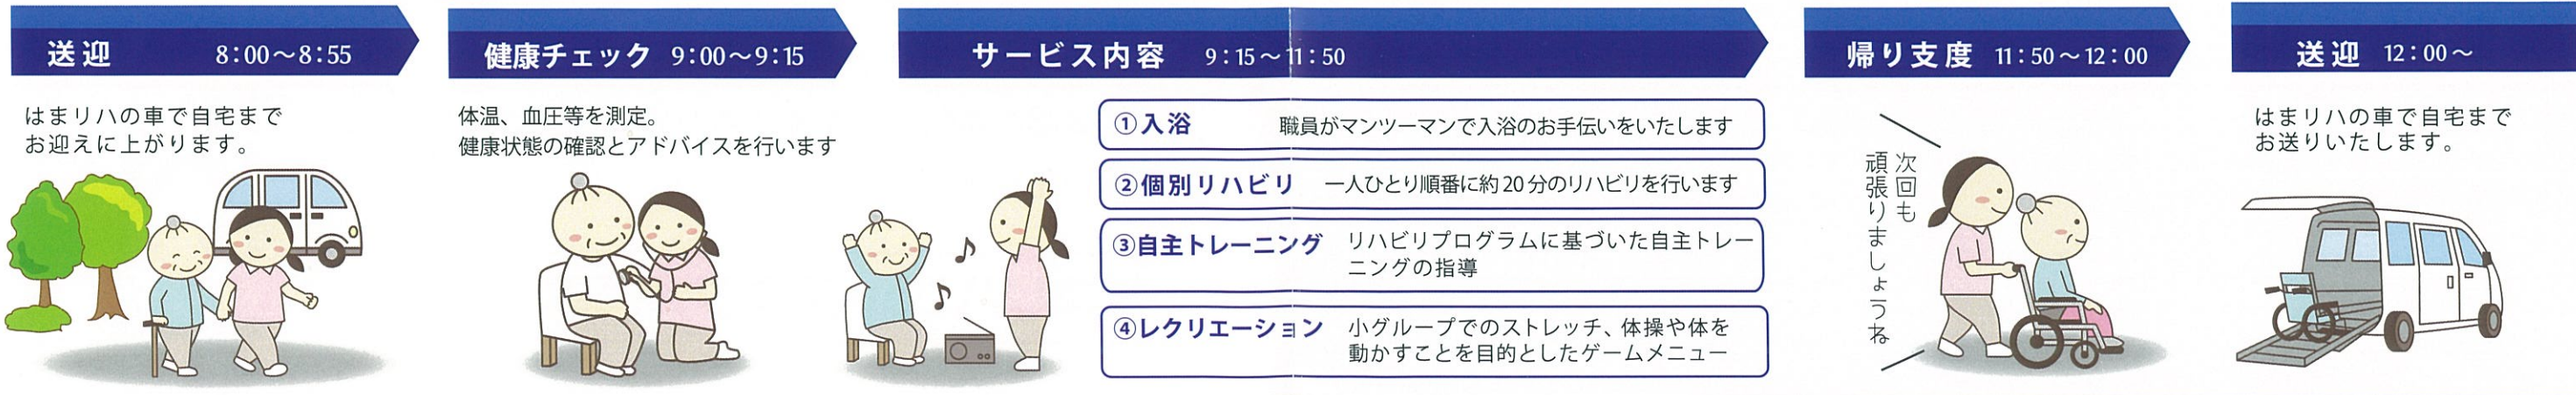 送迎 8:00～8:55
はまリハの車で自宅まで
お迎えに上がります。
健康チェック 9:00～9:15
体温、血圧等を測定。
健康状態の確認とアドバイスを行います
サービス内容 9:15～11:50
①入浴 職員がマンツーマンで入浴のお手伝いをいたします
②個別リハビリ 一人ひとり順番に約20分のリハビリを行います
③自主トレーニング リハビリプログラムに基づいた自主トレー
ニングの指導
④レクリエーション 小グループでのストレッチ、体操や体を
動かすことを目的としたゲームメニュー
帰り支度 11:50～12:00
次回も
頑張りましょうね
送迎 12:00～
はまリハの車で自宅まで
お送りいたします。